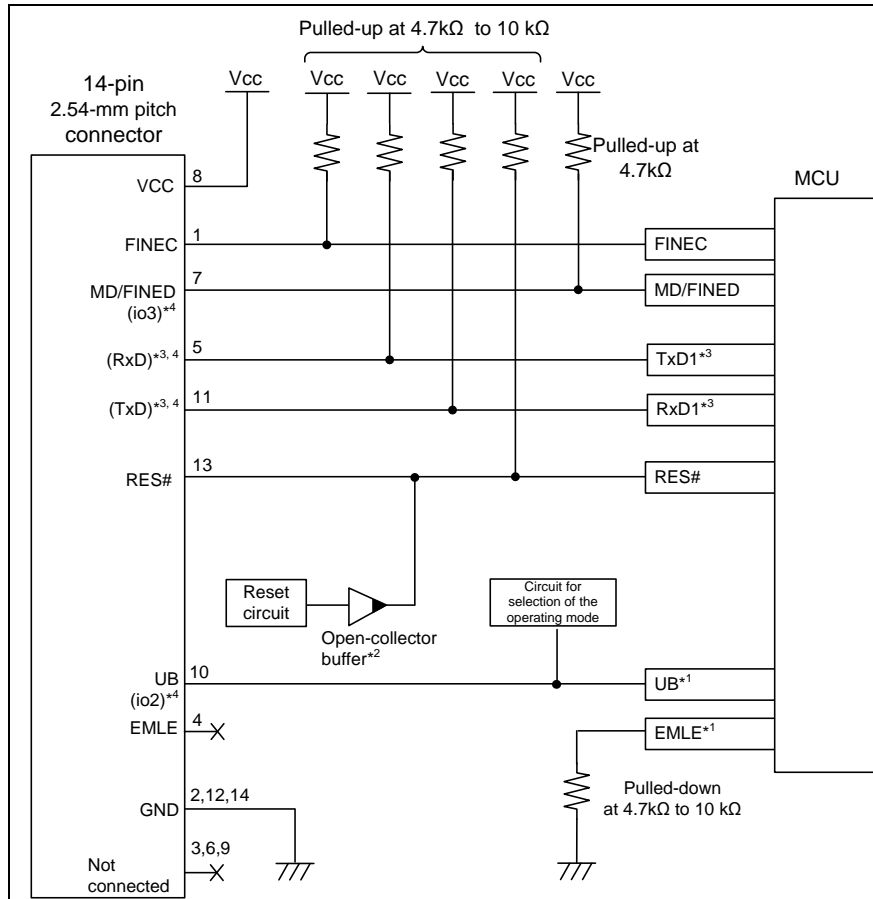 Pulled-up at 4.7kΩ to 10 kΩ
Vcc
Vcc
Vcc
Vcc
Vcc
Vcc
14-pin
2.54-mm pitch
connector
Pulled-up at
4.7kΩ
MCU
VCC
8
FINEC
1
FINEC
MD/FINED
(io3)*4
7
MD/FINED
(RxD)*3, 4
5
TxD1*3
(TxD)*3, 4
11
RxD1*3
RES#
13
RES#
Reset
circuit
Open-collector
buffer*2
Circuit for
selection of the
operating mode
UB
(io2)*4
10
UB*1
EMLE
4
EMLE*1
Pulled-down
at 4.7kΩ to 10 kΩ
GND
2,12,14
3,6,9
Not
connected